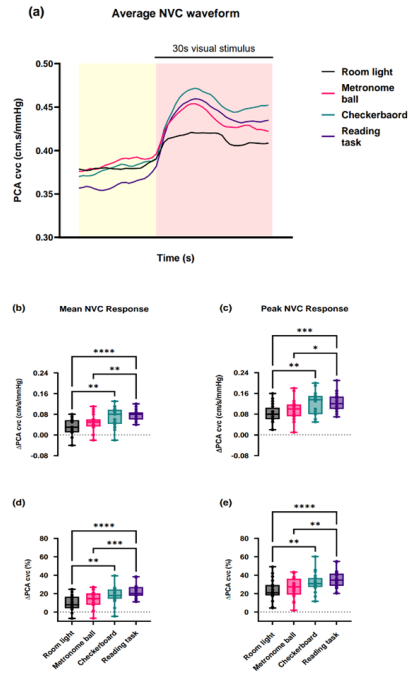 (a)
Average NVC waveform
30s visual stimulus
PCA cvc (cm.s/mmHg)
0.50
0.45
0.40
0.35
0.30
Time (s)
Room light
Metronome
ball
Checkerbaord
Reading
task
(b)
Mean NVC Response
ΔPCA cvc (cm/s/mmHg)
0.24
0.16
0.08
0.00
-0.08
****
**
**
(c)
Peak NVC Response
ΔPCA cvc (cm/s/mmHg)
0.24
0.16
0.08
0.00
-0.08
***
*
**
(d)
ΔPCA cvc (%)
80
60
40
20
0
****
***
**
Room light
Metronome ball
Checkerboard
Reading task
(e)
ΔPCA cvc (%)
80
60
40
20
0
****
**
**
Room light
Metronome ball
Checkerboard
Reading task